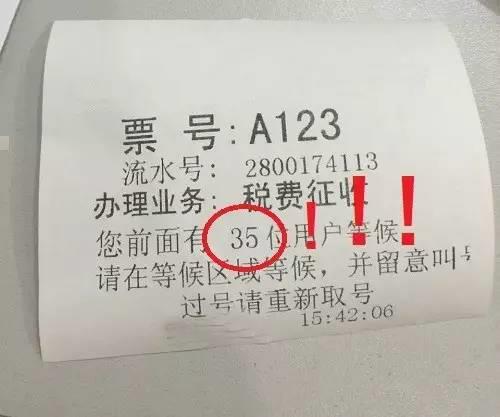 票 号: A123
流水号: 2800174113
办理业务: 税费征收
您前面有 35 位用户等候
请在等候区域等候，并留意叫号
过号请重新取号
15:42:06
!!!